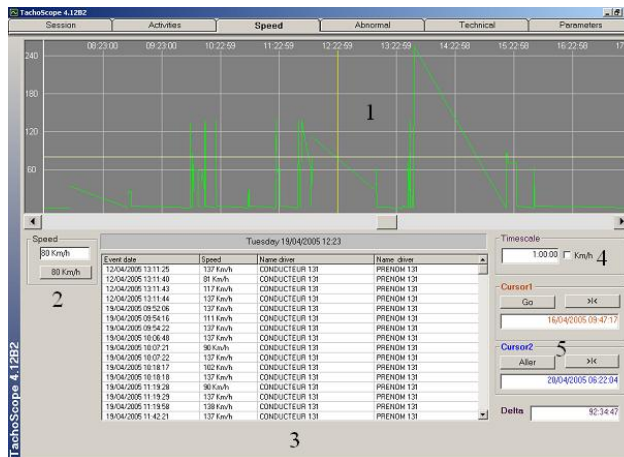 TachoScope 4.12B2
Session Activities Speed Abnormal Technical Parameters
08:23:00 09:23:00 10:22:59 11:22:59 12:22:59 13:22:59 14:22:58 15:22:58 16:22:58 17
240
180
120
60
1
Speed
80 Km/h
80 Km/h
2
Tuesday 19/04/2005 12:23
Event date Speed Name driver Name driver
12/04/2005 13:11:25 137 Km/h CONDUCTEUR 131 PRENOM 131
12/04/2005 13:11:40 81 Km/h CONDUCTEUR 131 PRENOM 131
12/04/2005 13:11:43 117 Km/h CONDUCTEUR 131 PRENOM 131
12/04/2005 13:11:44 137 Km/h CONDUCTEUR 131 PRENOM 131
19/04/2005 09:52:06 137 Km/h CONDUCTEUR 131 PRENOM 131
19/04/2005 09:54:16 111 Km/h CONDUCTEUR 131 PRENOM 131
19/04/2005 09:54:22 137 Km/h CONDUCTEUR 131 PRENOM 131
19/04/2005 10:06:48 137 Km/h CONDUCTEUR 131 PRENOM 131
19/04/2005 10:07:21 90 Km/h CONDUCTEUR 131 PRENOM 131
19/04/2005 10:07:22 137 Km/h CONDUCTEUR 131 PRENOM 131
19/04/2005 10:18:17 102 Km/h CONDUCTEUR 131 PRENOM 131
19/04/2005 10:18:18 137 Km/h CONDUCTEUR 131 PRENOM 131
19/04/2005 11:19:28 90 Km/h CONDUCTEUR 131 PRENOM 131
19/04/2005 11:19:29 137 Km/h CONDUCTEUR 131 PRENOM 131
19/04/2005 11:19:58 138 Km/h CONDUCTEUR 131 PRENOM 131
19/04/2005 11:42:21 137 Km/h CONDUCTEUR 131 PRENOM 131
3
Timescale
1:00:00 Km/h 4
Cursor1
Go >I<
16/04/2005 09:47:17
Cursor2 5
Aller >I<
20/04/2005 06:22:04
Delta 92:34:47
TachoScope 4.12B2